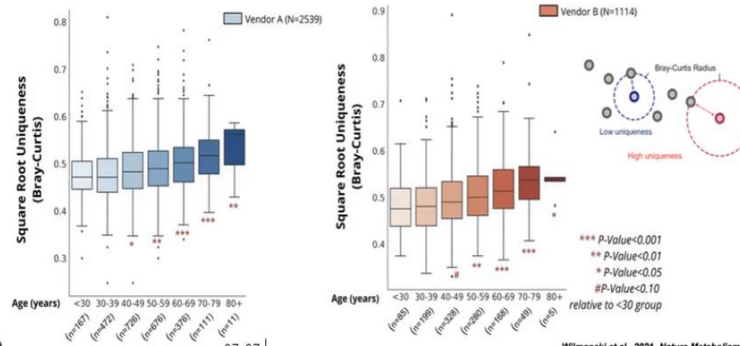 Vendor A (N=2539)
Square Root Uniqueness
(Bray-Curtis)
0.8
0.7
0.6
0.5
0.4
0.3
* ** *** *** **
Age (years) <30 30-39 40-49 50-59 60-69 70-79 80+
(n=167) (n=472) (n=726) (n=676) (n=376) (n=111) (n=11)
Vendor B (N=1114)
Square Root Uniqueness
(Bray-Curtis)
0.9
0.8
0.7
0.6
0.5
0.4
# ** *** *** *
Age (years) <30 30-39 40-49 50-59 60-69 70-79 80+
(n=85) (n=199) (n=328) (n=280) (n=168) (n=49) (n=5)
Bray-Curtis Radius
Low uniqueness
High uniqueness
*** P-Value<0.001
** P-Value<0.01
* P-Value<0.05
#P-Value<0.10
relative to <30 group